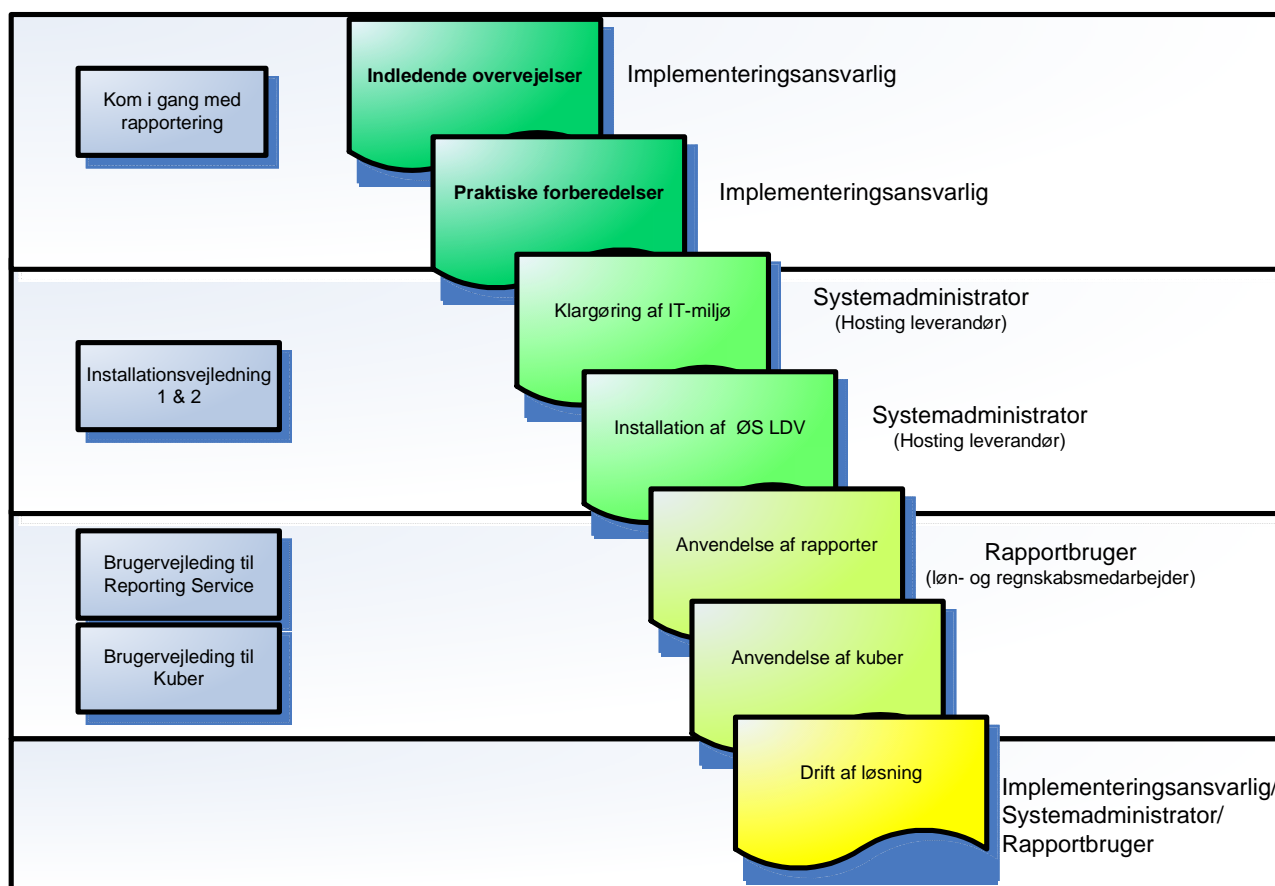 Indledende overvejelser
Implementeringsansvarlig
Kom i gang med
rapportering
Praktiske forberedelser
Implementeringsansvarlig
Klargøring af IT-miljø
Systemadministrator
(Hosting leverandør)
Installationsvejledning
1 & 2
Installation af ØS LDV
Systemadministrator
(Hosting leverandør)
Brugervejleding til
Reporting Service
Anvendelse af rapporter
Rapportbruger
(løn- og regnskabsmedarbejder)
Brugervejleding til
Kuber
Anvendelse af kuber
Drift af løsning
Implementeringsansvarlig/
Systemadministrator/
Rapportbruger